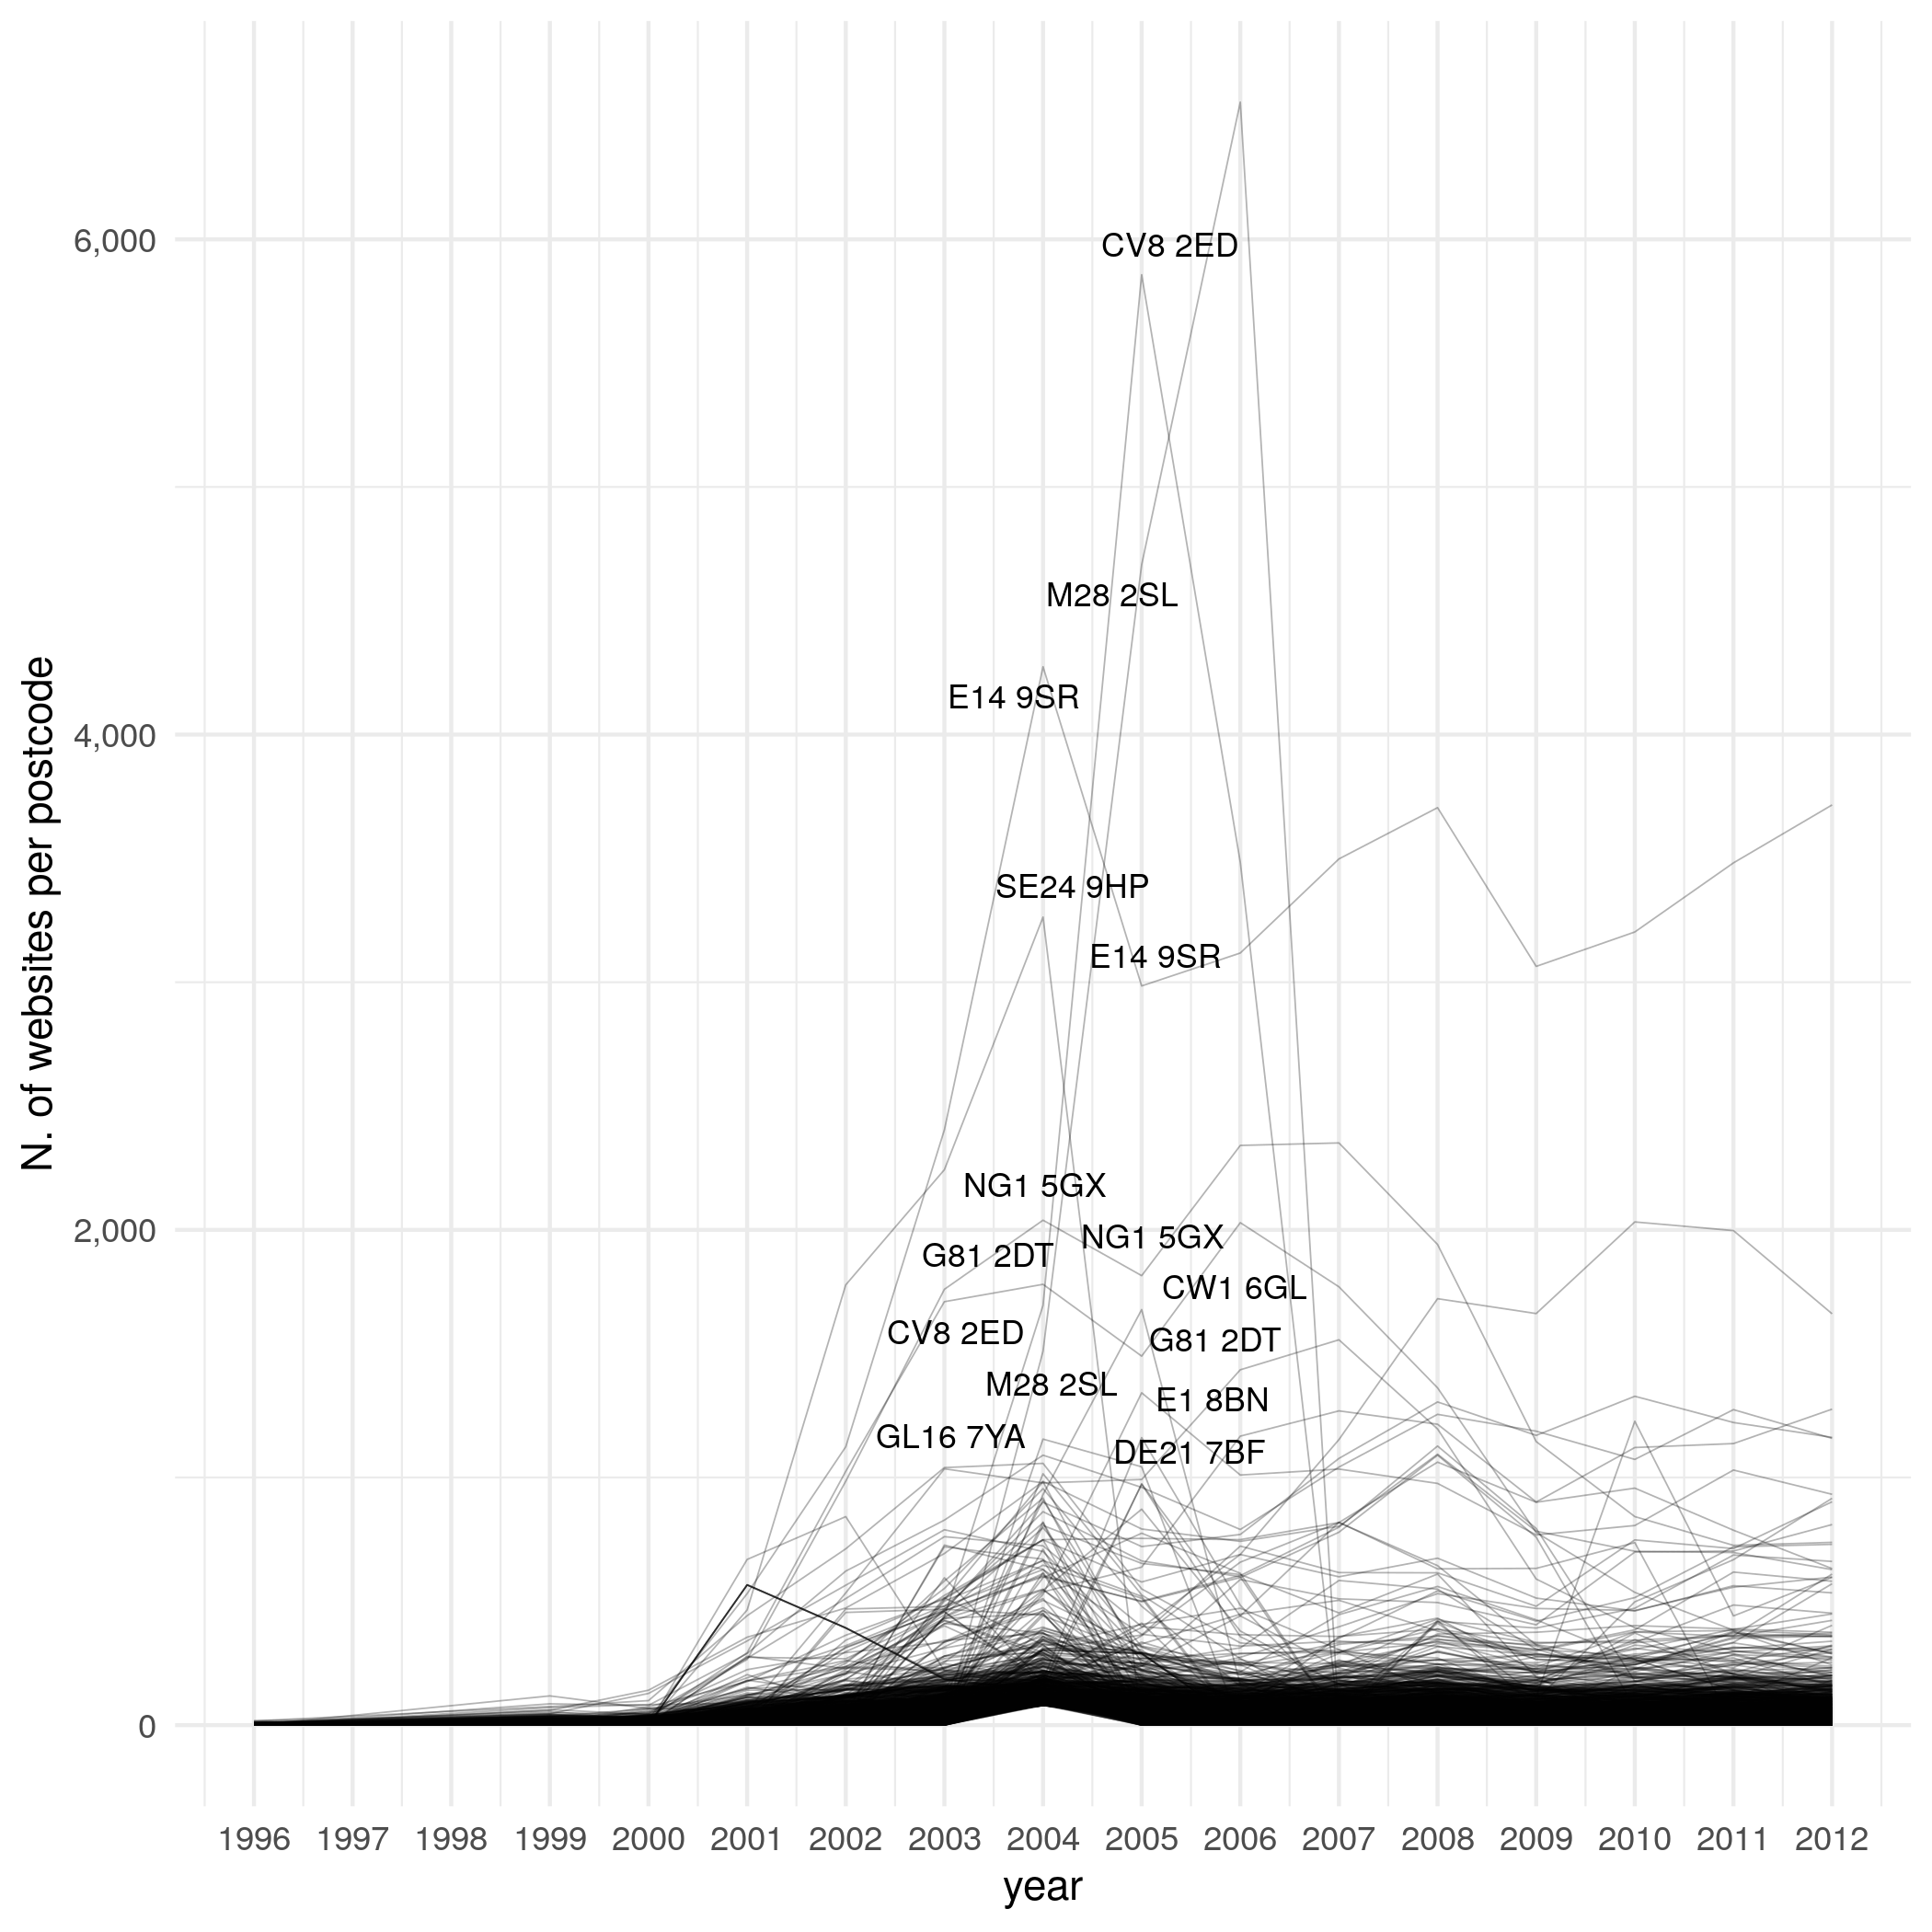 6,000
4,000
2,000
0
N. of websites per postcode
CV8 2ED
M28 2SL
E14 9SR
SE24 9HP
E14 9SR
NG1 5GX
NG1 5GX
G81 2DT
CW1 6GL
CV8 2ED
G81 2DT
M28 2SL
E1 8BN
GL16 7YA
DE21 7BF
1996 1997 1998 1999 2000 2001 2002 2003 2004 2005 2006 2007 2008 2009 2010 2011 2012
year